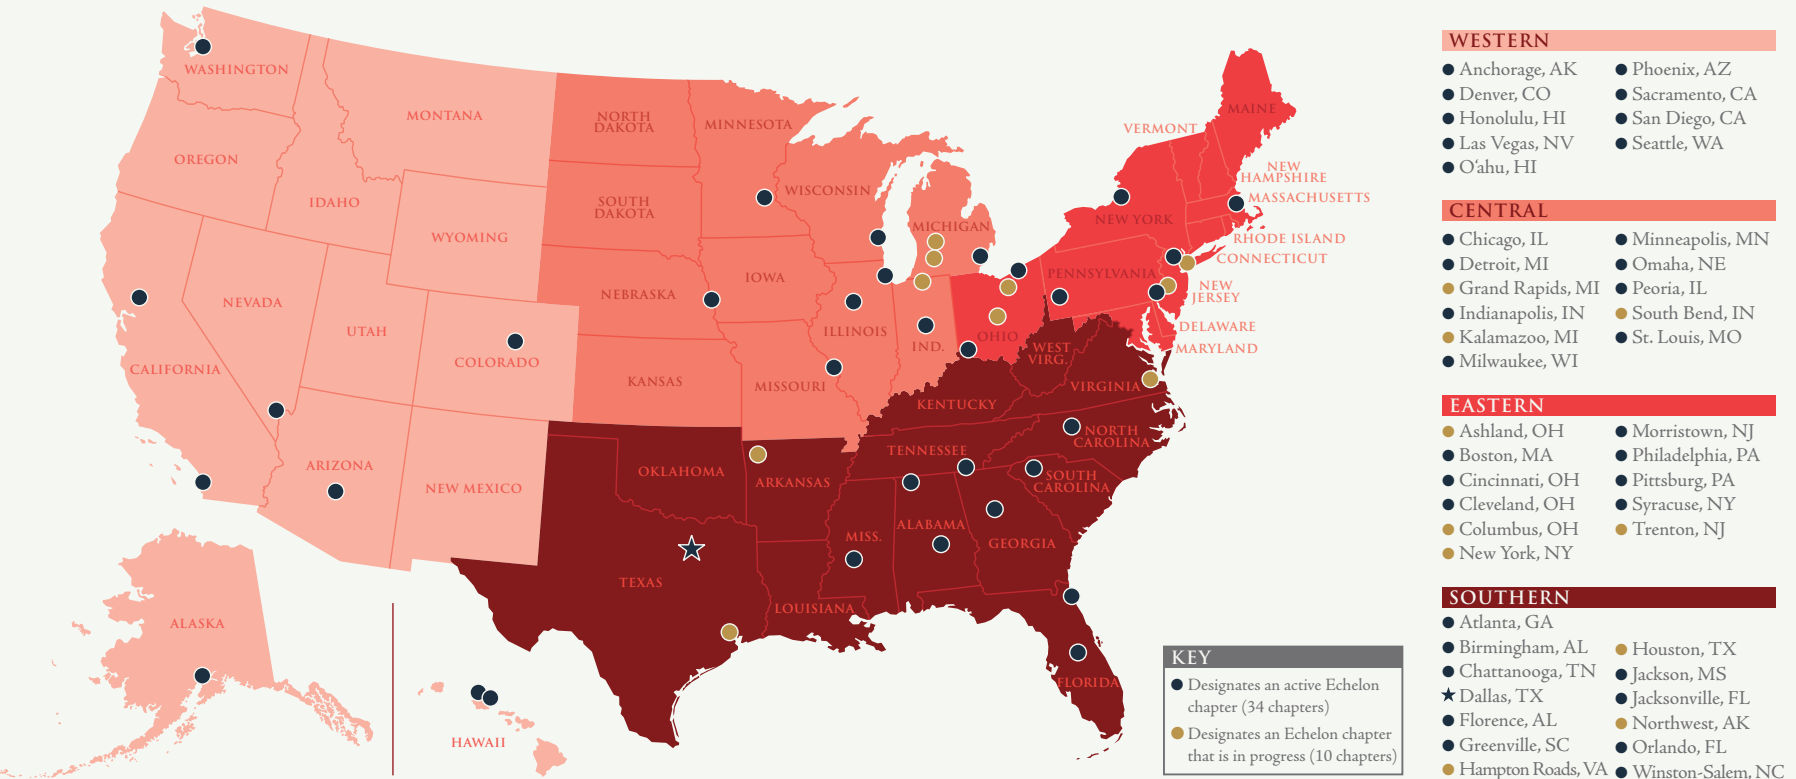 WASHINGTON
MONTANA
OREGON
IDAHO
WYOMING
NEVADA
UTAH
COLORADO
CALIFORNIA
ARIZONA
NEW MEXICO
ALASKA
HAWAII
NORTH
DAKOTA
MINNESOTA
SOUTH
DAKOTA
WISCONSIN
MICHIGAN
NEBRASKA
IOWA
ILLINOIS
IND.
KANSAS
MISSOURI
OHIO
MAINE
VERMONT
NEW
HAMPSHIRE
MASSACHUSETTS
NEW YORK
RHODE ISLAND
CONNECTICUT
PENNSYLVANIA
NEW
JERSEY
DELAWARE
MARYLAND
WEST
VIRG.
VIRGINIA
KENTUCKY
NORTH
CAROLINA
TENNESSEE
OKLAHOMA
ARKANSAS
SOUTH
CAROLINA
MISS.
ALABAMA
GEORGIA
TEXAS
LOUISIANA
FLORIDA
WESTERN
Anchorage, AK
Denver, CO
Honolulu, HI
Las Vegas, NV
O‘ahu, HI
Phoenix, AZ
Sacramento, CA
San Diego, CA
Seattle, WA
CENTRAL
Chicago, IL
Detroit, MI
Grand Rapids, MI
Indianapolis, IN
Kalamazoo, MI
Milwaukee, WI
Minneapolis, MN
Omaha, NE
Peoria, IL
South Bend, IN
St. Louis, MO
EASTERN
Ashland, OH
Boston, MA
Cincinnati, OH
Cleveland, OH
Columbus, OH
New York, NY
Morristown, NJ
Philadelphia, PA
Pittsburg, PA
Syracuse, NY
Trenton, NJ
SOUTHERN
Atlanta, GA
Birmingham, AL
Chattanooga, TN
Dallas, TX
Florence, AL
Greenville, SC
Hampton Roads, VA
Houston, TX
Jackson, MS
Jacksonville, FL
Northwest, AK
Orlando, FL
Winston-Salem, NC
KEY
Designates an active Echelon
chapter (34 chapters)
Designates an Echelon chapter
that is in progress (10 chapters)